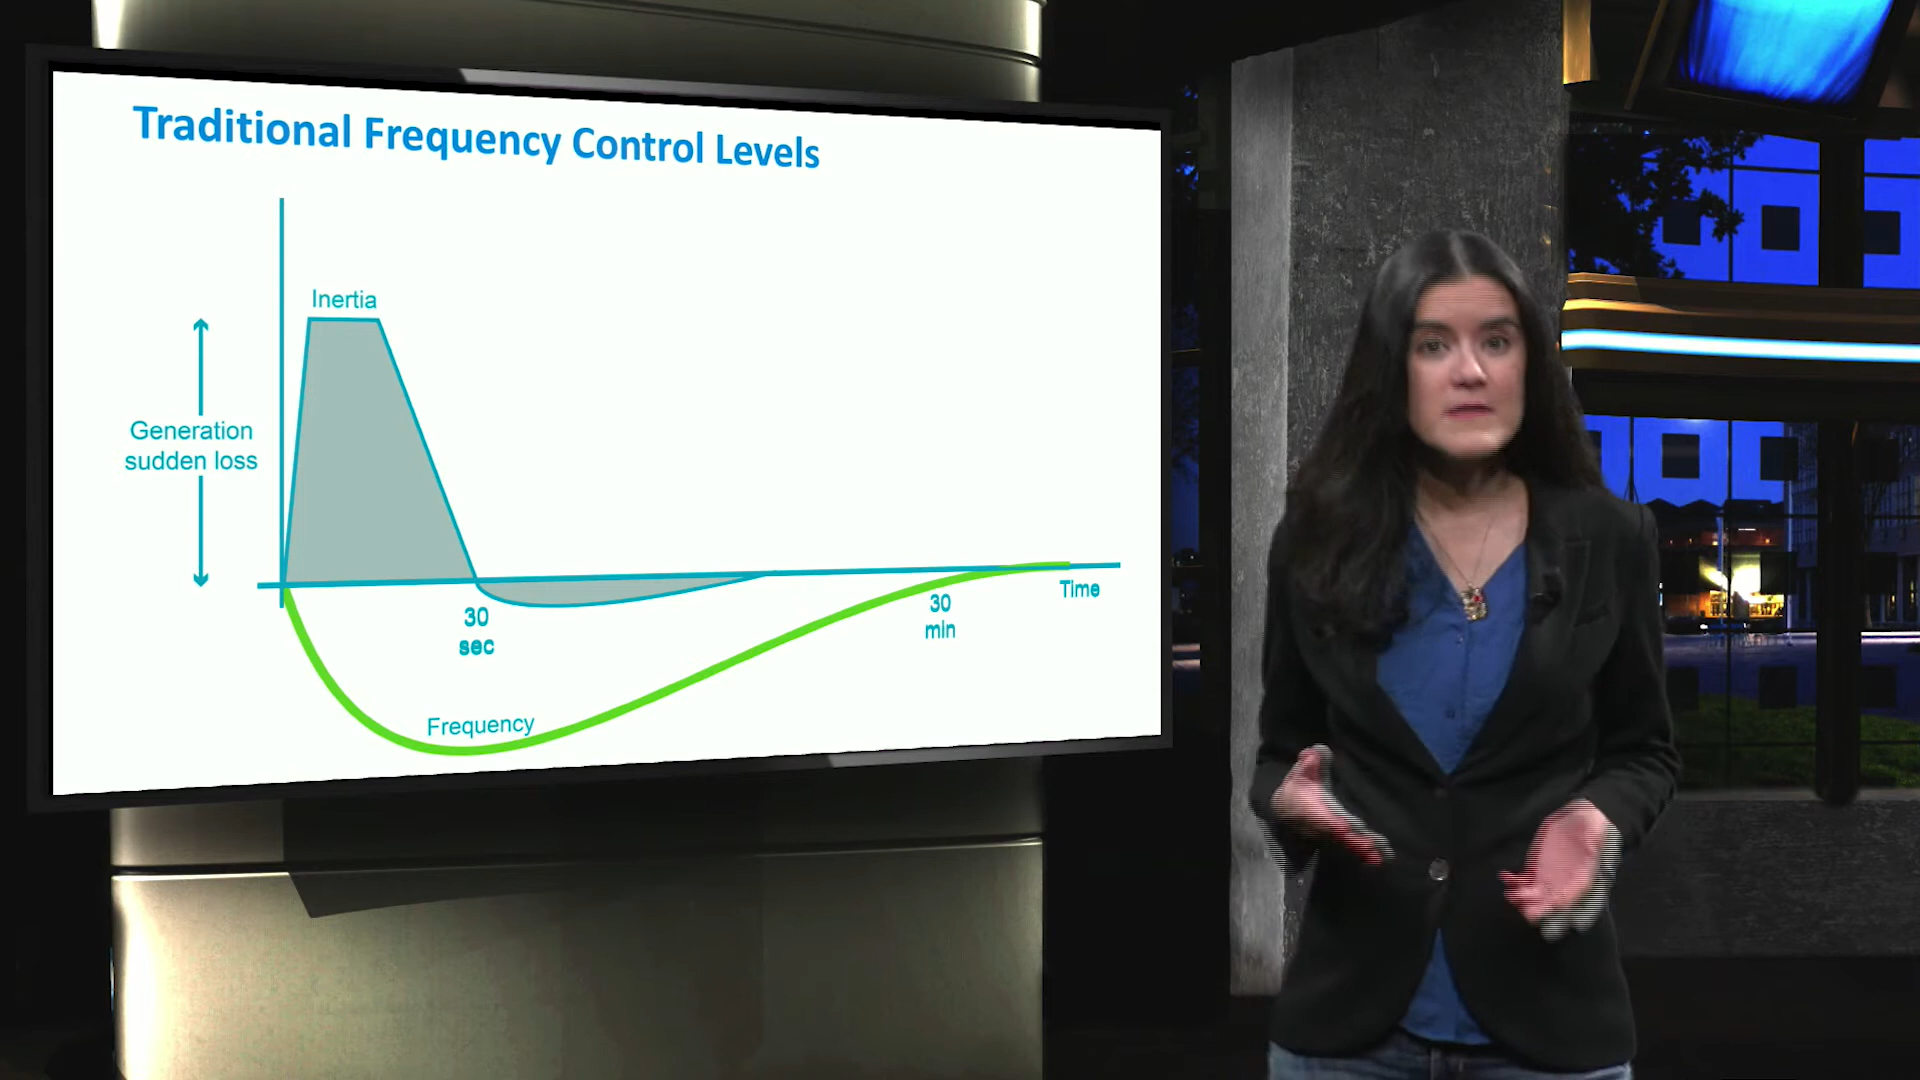 Traditional Frequency Control Levels
Inertia
Generation
sudden loss
30
sec
30
min
Time
Frequency